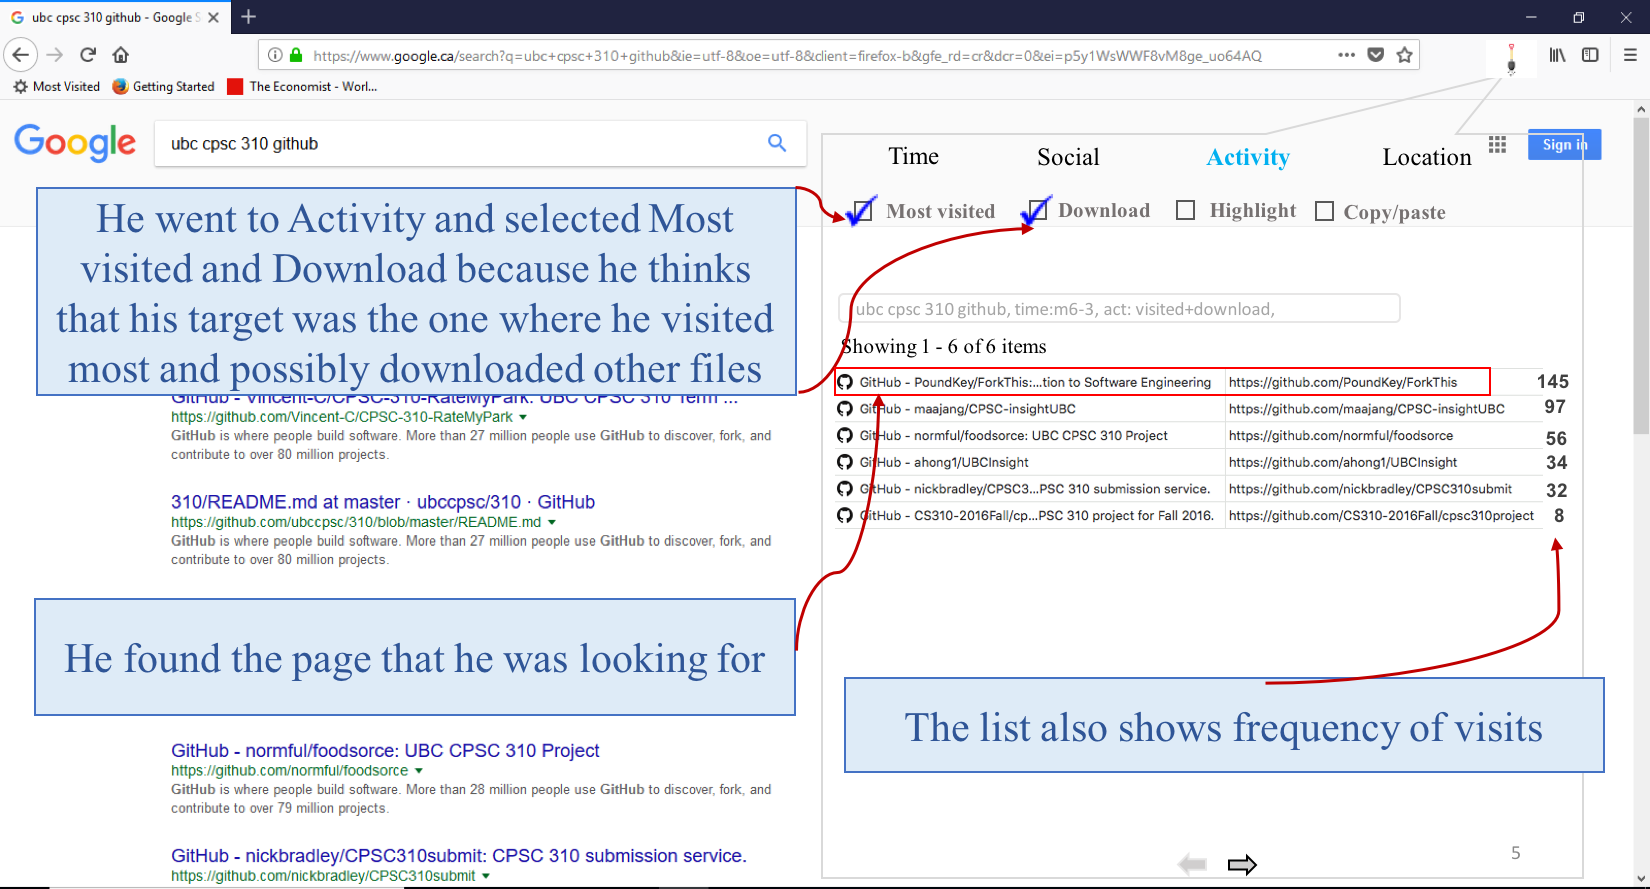 ubc cpsc 310 github - Google S
https://www.google.ca/search?q=ubc+cpsc+310+github&ie=utf-8&oe=utf-8&client=firefox-b&gfe_rd=cr&dcr=0&ei=p5y1WsWWF8vM8ge_uo64AQ
Most Visited Getting Started The Economist - Worl...
Google
ubc cpsc 310 github
Sign in
Time Social Activity Location
Most visited Download Highlight Copy/paste
He went to Activity and selected Most
visited and Download because he thinks
that his target was the one where he visited
most and possibly downloaded other files
ubc cpsc 310 github, time:m6-3, act: visited+download,
Showing 1 - 6 of 6 items
GitHub - PoundKey/ForkThis:...tion to Software Engineering https://github.com/PoundKey/ForkThis 145
GitHub - maajang/CPSC-insightUBC https://github.com/maajang/CPSC-insightUBC 97
GitHub - normful/foodsorce: UBC CPSC 310 Project https://github.com/normful/foodsorce 56
GitHub - ahong1/UBCInsight https://github.com/ahong1/UBCInsight 34
GitHub - nickbradley/CPSC3...PSC 310 submission service. https://github.com/nickbradley/CPSC310submit 32
GitHub - CS310-2016Fall/cp...PSC 310 project for Fall 2016. https://github.com/CS310-2016Fall/cpsc310project 8
GitHub - Vincent-C/CPSC-310-RateMyPark: UBC CPSC 310 Term ...
https://github.com/Vincent-C/CPSC-310-RateMyPark
GitHub is where people build software. More than 27 million people use GitHub to discover, fork, and
contribute to over 80 million projects.
310/README.md at master · ubccpsc/310 · GitHub
https://github.com/ubccpsc/310/blob/master/README.md
GitHub is where people build software. More than 27 million people use GitHub to discover, fork, and
contribute to over 80 million projects.
He found the page that he was looking for
The list also shows frequency of visits
GitHub - normful/foodsorce: UBC CPSC 310 Project
https://github.com/normful/foodsorce
GitHub is where people build software. More than 28 million people use GitHub to discover, fork, and
contribute to over 79 million projects.
GitHub - nickbradley/CPSC310submit: CPSC 310 submission service.
https://github.com/nickbradley/CPSC310submit
5